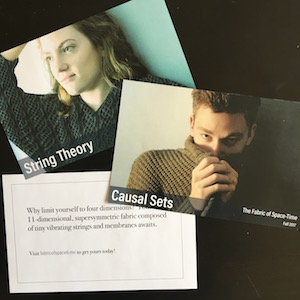 String Theory
Causal Sets
The Fabric of Space-Time
Fall 2017
Why limit yourself to four dimensions?
11-dimensional, supersymmetric fabric composed
of tiny vibrating strings and membranes awaits.
Visit fabricofspacetime us get yours today!